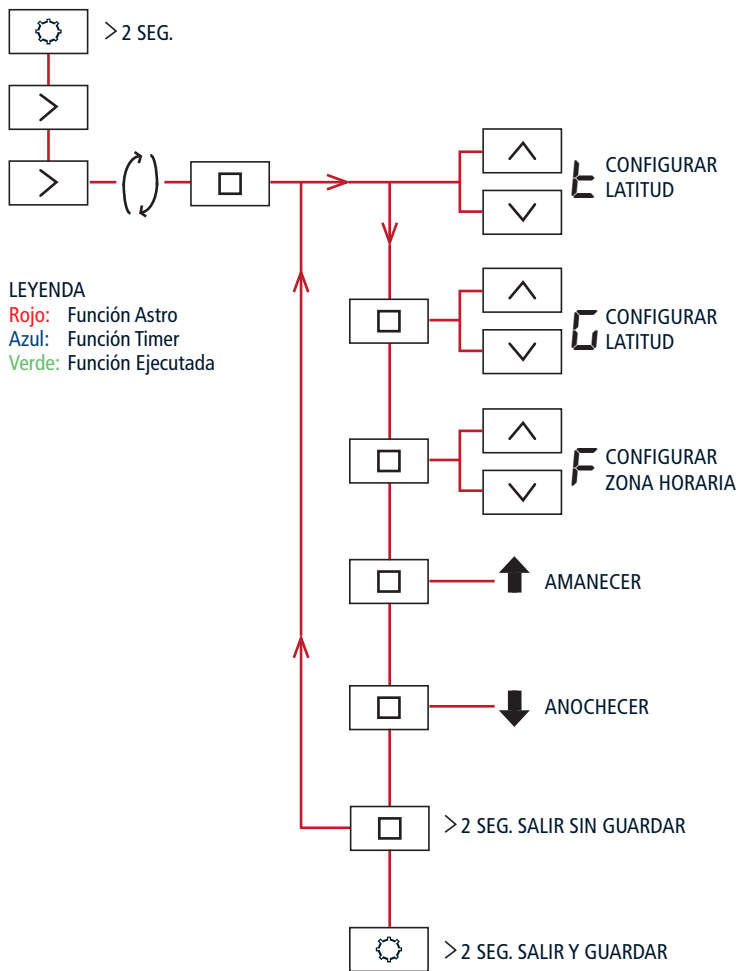 > 2 SEG.
t CONFIGURAR
LATITUD
LEYENDA
Rojo: Función Astro
Azul: Función Timer
Verde: Función Ejecutada
G CONFIGURAR
LATITUD
F CONFIGURAR
ZONA HORARIA
AMANECER
ANOCHECER
> 2 SEG. SALIR SIN GUARDAR
> 2 SEG. SALIR Y GUARDAR